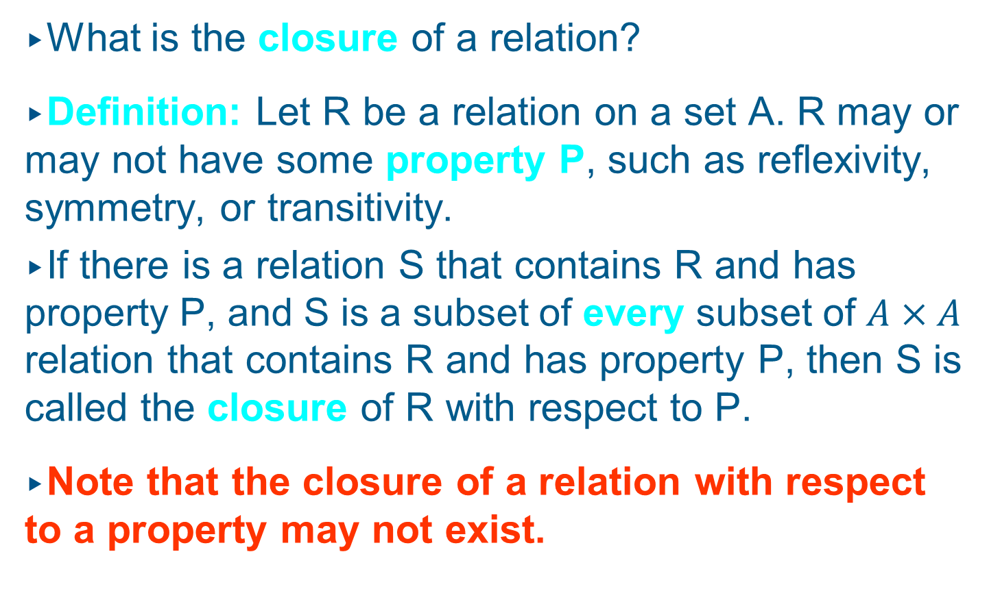 ▸What is the closure of a relation?
▸Definition: Let R be a relation on a set A. R may or
may not have some property P, such as reflexivity,
symmetry, or transitivity.
▸If there is a relation S that contains R and has
property P, and S is a subset of every subset of A × A
relation that contains R and has property P, then S is
called the closure of R with respect to P.
▸Note that the closure of a relation with respect
to a property may not exist.